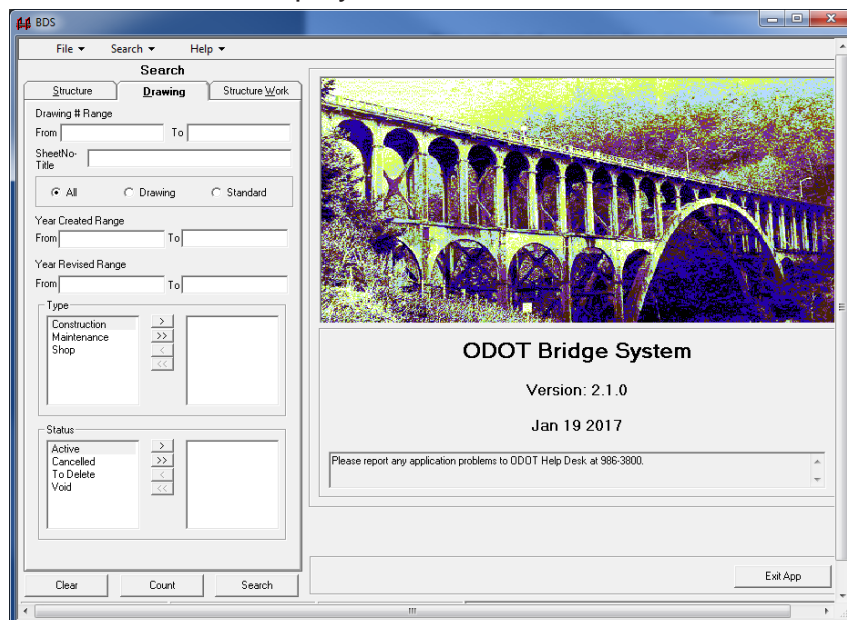 BDS
File Search Help
Search
Structure Drawing Structure Work
Drawing # Range
From To
SheetNo-
Title
All Drawing Standard
Year Created Range
From To
Year Revised Range
From To
Type
Construction >
Maintenance >>
Shop <
<<
Status
Active >
Cancelled >>
To Delete <
Void <<
Clear Count Search
ODOT Bridge System
Version: 2.1.0
Jan 19 2017
Please report any application problems to ODOT Help Desk at 986-3800.
Exit App